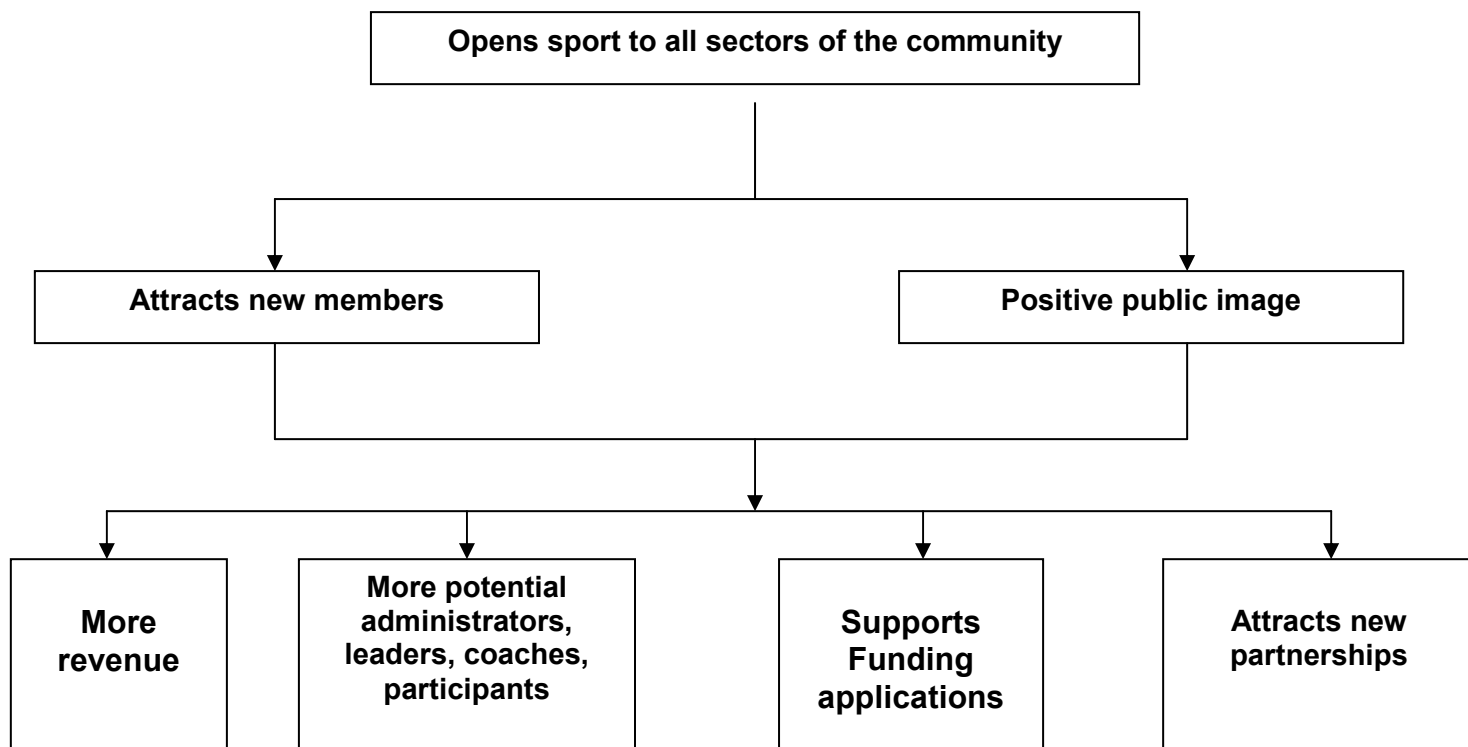 Opens sport to all sectors of the community
Attracts new members
Positive public image
More
revenue
More potential
administrators,
leaders, coaches,
participants
Supports
Funding
applications
Attracts new
partnerships